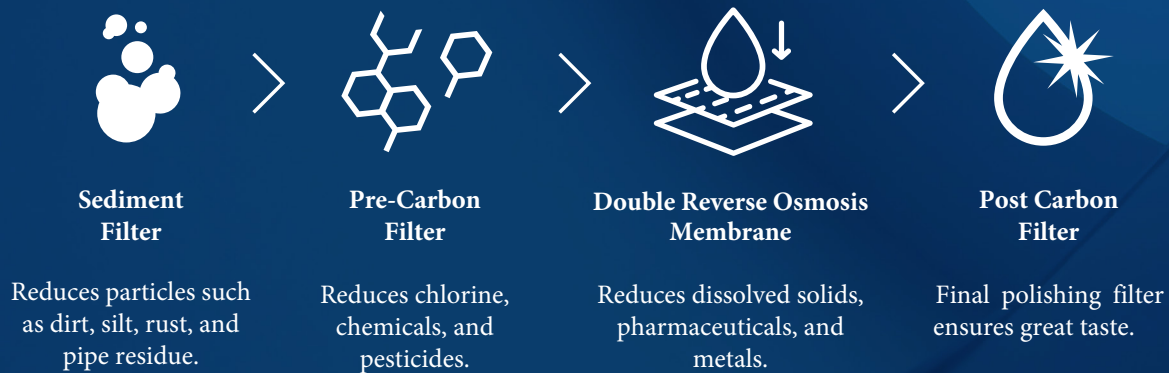 Sediment
Filter
Reduces particles such
as dirt, silt, rust, and
pipe residue.
Pre-Carbon
Filter
Reduces chlorine,
chemicals, and
pesticides.
Double Reverse Osmosis
Membrane
Reduces dissolved solids,
pharmaceuticals, and
metals.
Post Carbon
Filter
Final polishing filter
ensures great taste.